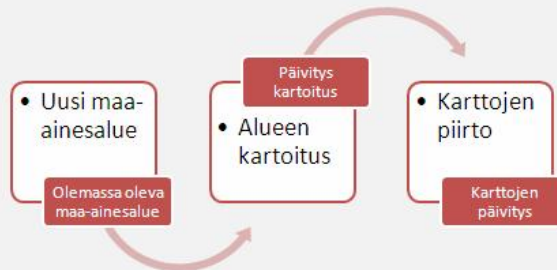 • Uusi maa-
ainesalue
Olemassa oleva
maa-ainesalue
Päivitys
kartoitus
• Alueen
kartoitus
• Karttojen
piirto
Karttojen
päivitys